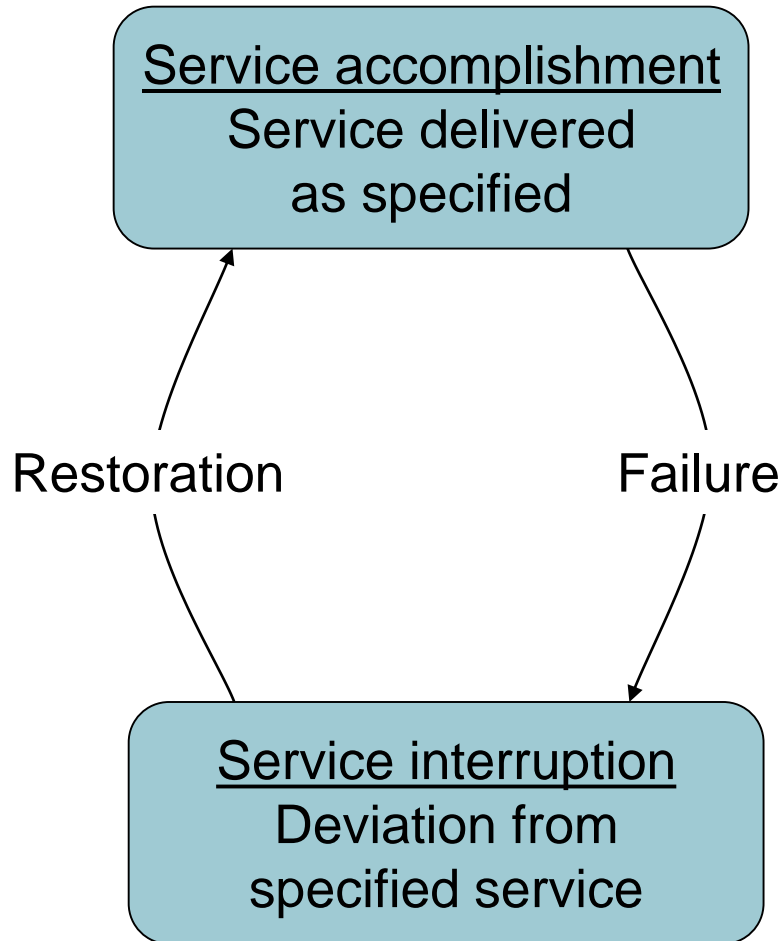 Service accomplishment
Service delivered
as specified
Restoration
Failure
Service interruption
Deviation from
specified service